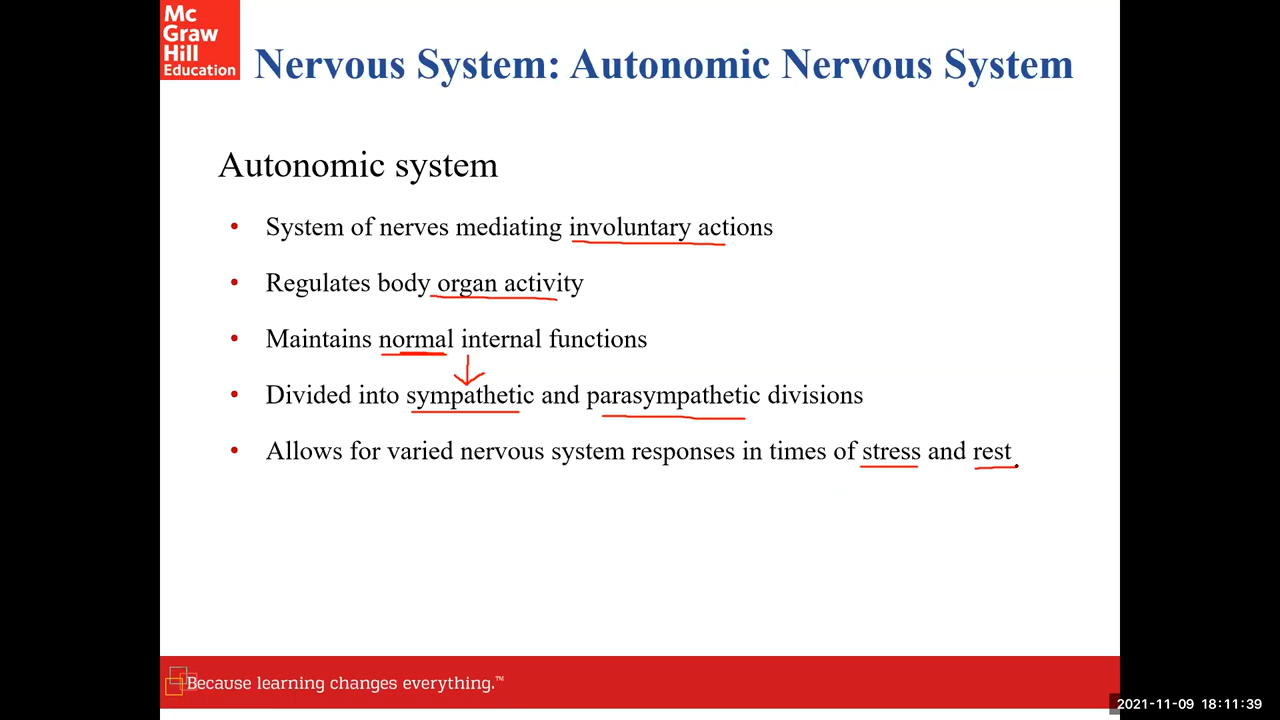 Mc
Graw
Hill
Education
Nervous System: Autonomic Nervous System
Autonomic system
• System of nerves mediating involuntary actions
• Regulates body organ activity
• Maintains normal internal functions
• Divided into sympathetic and parasympathetic divisions
• Allows for varied nervous system responses in times of stress and rest
Because learning changes everything.™
2021-11-09 18:11:39